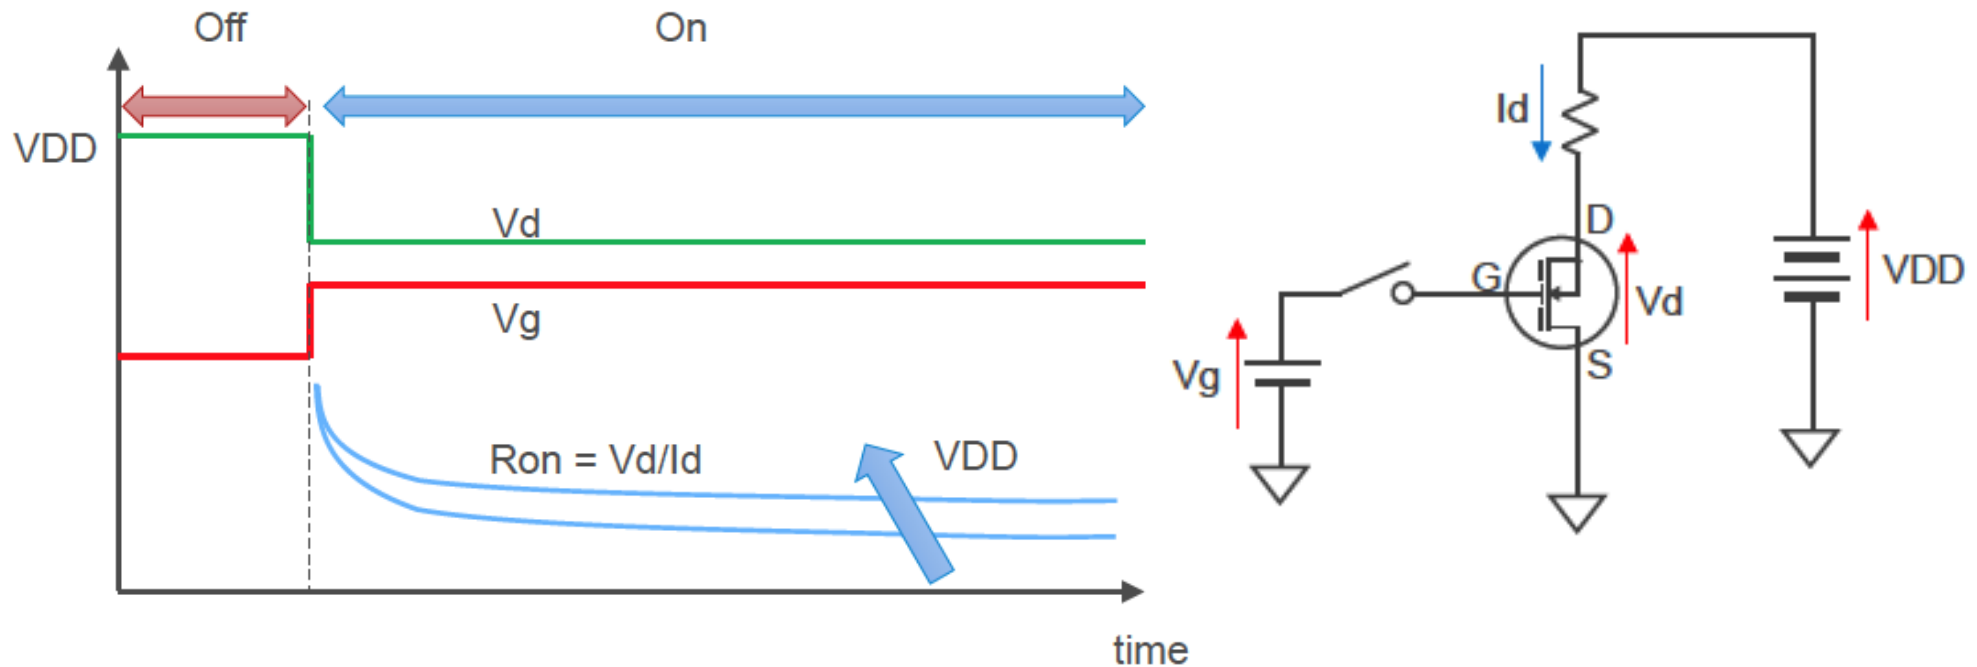 Off
On
VDD
Vd
Vg
Ron = Vd/Id
VDD
time
Id
D
G
Vd
S
Vg
VDD